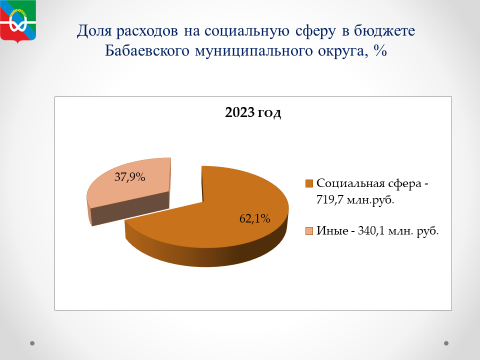 Доля расходов на социальную сферу в бюджете
Бабаевского муниципального округа, %
2023 год
37,9%
62,1%
Социальная сфера -
719,7 млн.руб.
Иные - 340,1 млн. руб.